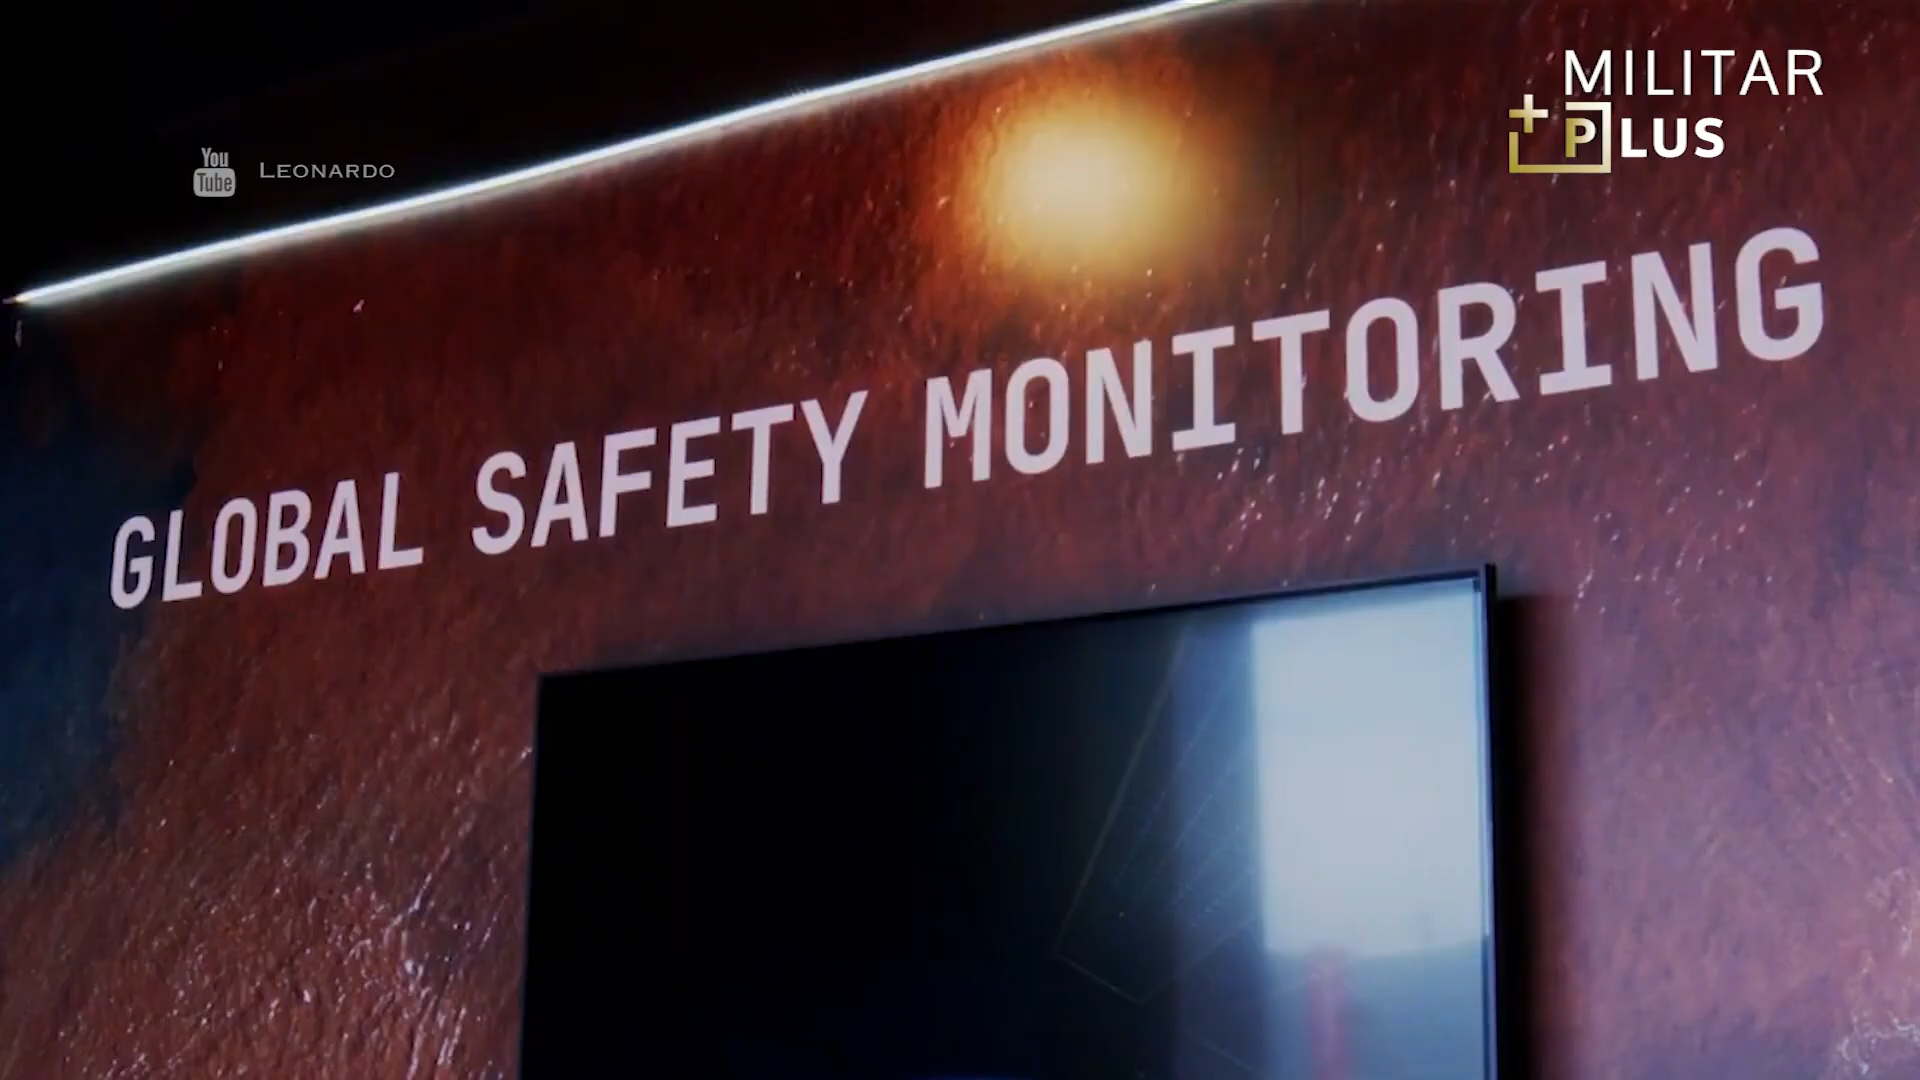 MILITAR
PLUS
You
Tube
LEONARDO
GLOBAL SAFETY MONITORING